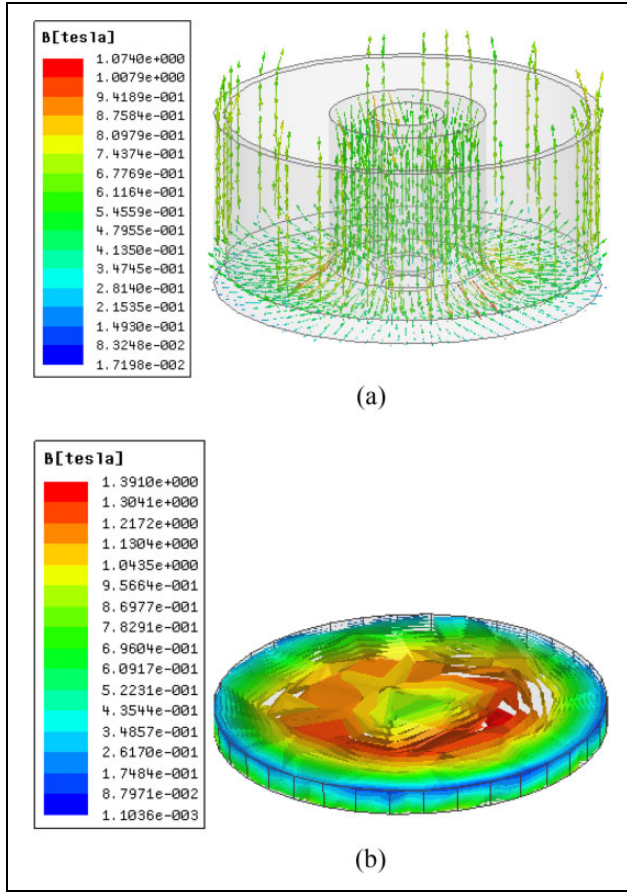 B[tesla]
1.0740e+000
1.0079e+000
9.4189e-001
8.7584e-001
8.0979e-001
7.4374e-001
6.7769e-001
6.1164e-001
5.4559e-001
4.7955e-001
4.1350e-001
3.4745e-001
2.8140e-001
2.1535e-001
1.4930e-001
8.3248e-002
1.7198e-002
(a)
B[tesla]
1.3910e+000
1.3041e+000
1.2172e+000
1.1304e+000
1.0435e+000
9.5664e-001
8.6977e-001
7.8291e-001
6.9604e-001
6.0917e-001
5.2231e-001
4.3544e-001
3.4857e-001
2.6170e-001
1.7484e-001
8.7971e-002
1.1036e-003
(b)